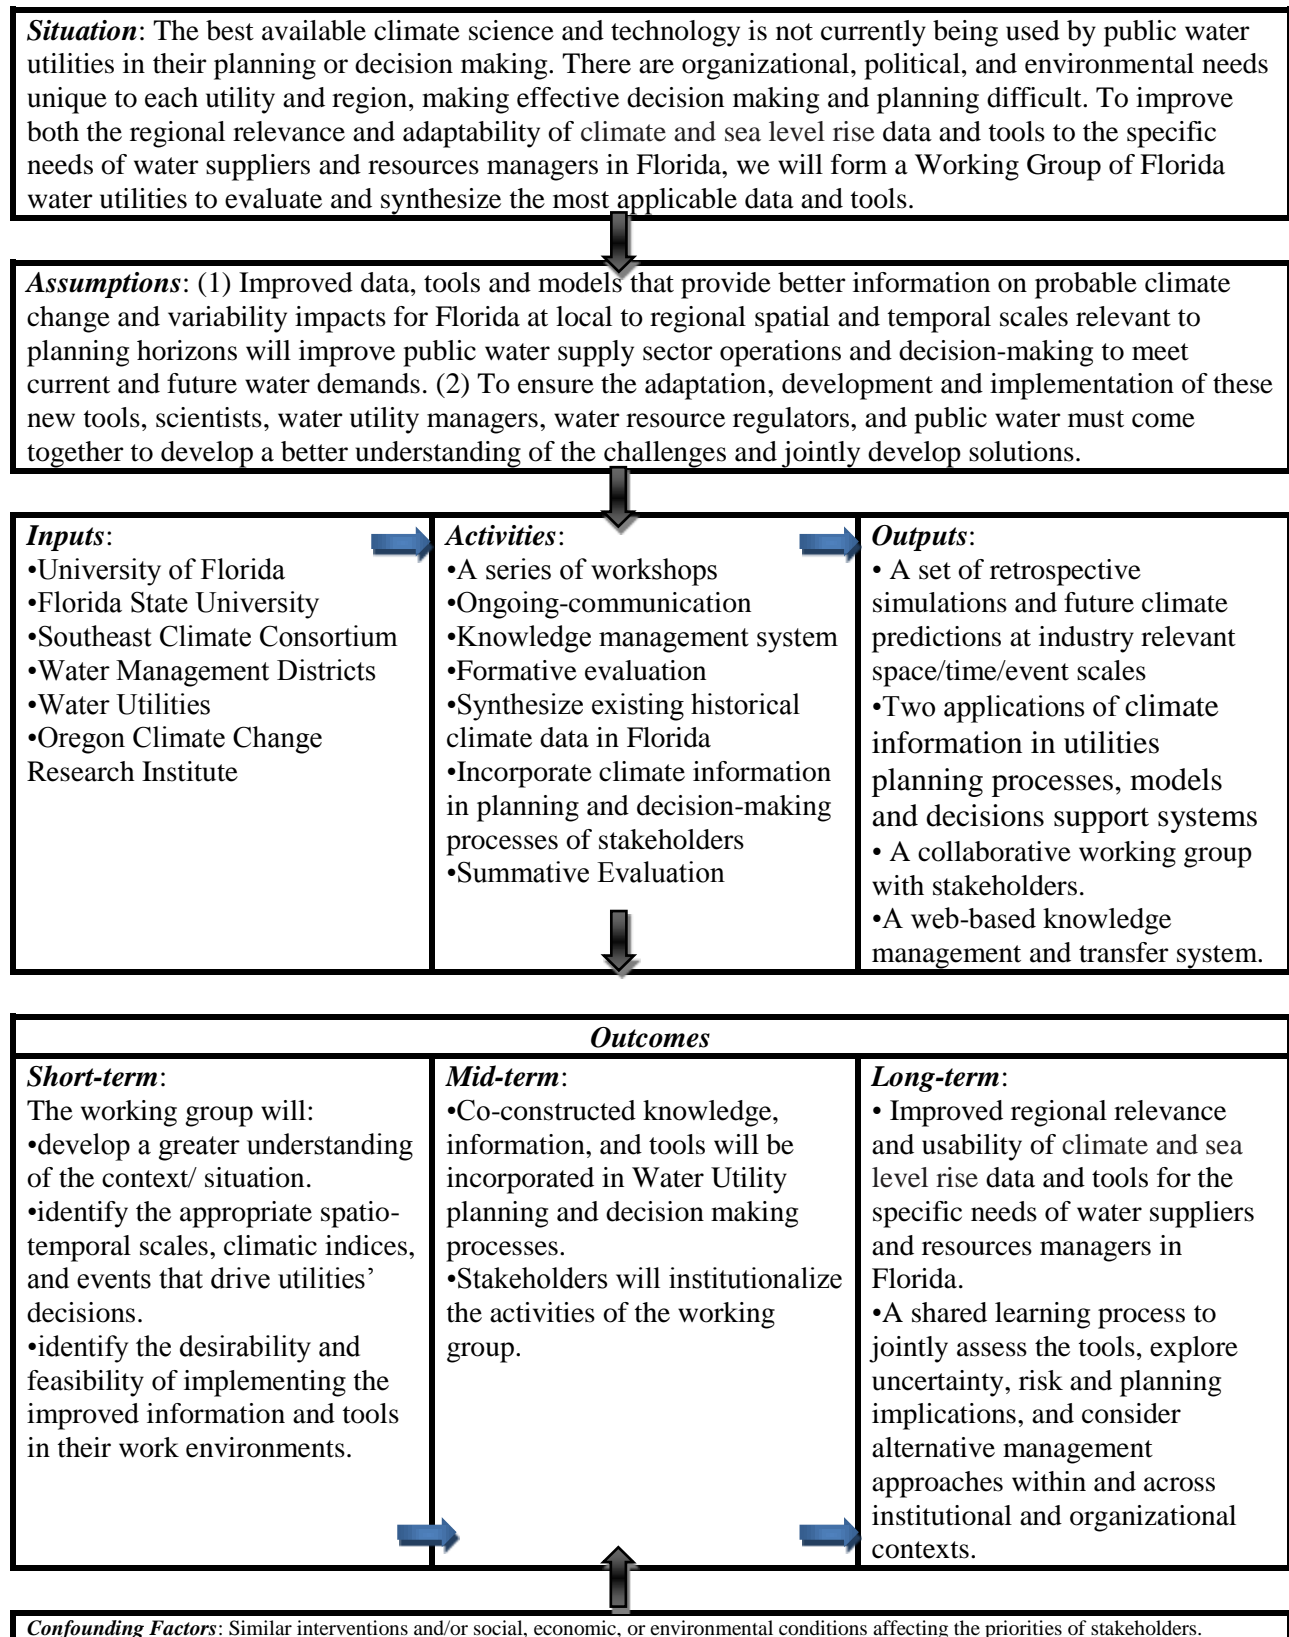 Situation: The best available climate science and technology is not currently being used by public water
utilities in their planning or decision making. There are organizational, political, and environmental needs
unique to each utility and region, making effective decision making and planning difficult. To improve
both the regional relevance and adaptability of climate and sea level rise data and tools to the specific
needs of water suppliers and resources managers in Florida, we will form a Working Group of Florida
water utilities to evaluate and synthesize the most applicable data and tools.
Assumptions: (1) Improved data, tools and models that provide better information on probable climate
change and variability impacts for Florida at local to regional spatial and temporal scales relevant to
planning horizons will improve public water supply sector operations and decision-making to meet
current and future water demands. (2) To ensure the adaptation, development and implementation of these
new tools, scientists, water utility managers, water resource regulators, and public water must come
together to develop a better understanding of the challenges and jointly develop solutions.
Inputs:
•University of Florida
•Florida State University
•Southeast Climate Consortium
•Water Management Districts
•Water Utilities
•Oregon Climate Change
Research Institute
Activities:
•A series of workshops
•Ongoing-communication
•Knowledge management system
•Formative evaluation
•Synthesize existing historical
climate data in Florida
•Incorporate climate information
in planning and decision-making
processes of stakeholders
•Summative Evaluation
Outputs:
• A set of retrospective
simulations and future climate
predictions at industry relevant
space/time/event scales
•Two applications of climate
information in utilities
planning processes, models
and decisions support systems
• A collaborative working group
with stakeholders.
•A web-based knowledge
management and transfer system.
Outcomes
Short-term:
The working group will:
•develop a greater understanding
of the context/ situation.
•identify the appropriate spatio-
temporal scales, climatic indices,
and events that drive utilities’
decisions.
•identify the desirability and
feasibility of implementing the
improved information and tools
in their work environments.
Mid-term:
•Co-constructed knowledge,
information, and tools will be
incorporated in Water Utility
planning and decision making
processes.
•Stakeholders will institutionalize
the activities of the working
group.
Long-term:
• Improved regional relevance
and usability of climate and sea
level rise data and tools for the
specific needs of water suppliers
and resources managers in
Florida.
•A shared learning process to
jointly assess the tools, explore
uncertainty, risk and planning
implications, and consider
alternative management
approaches within and across
institutional and organizational
contexts.
Confounding Factors: Similar interventions and/or social, economic, or environmental conditions affecting the priorities of stakeholders.